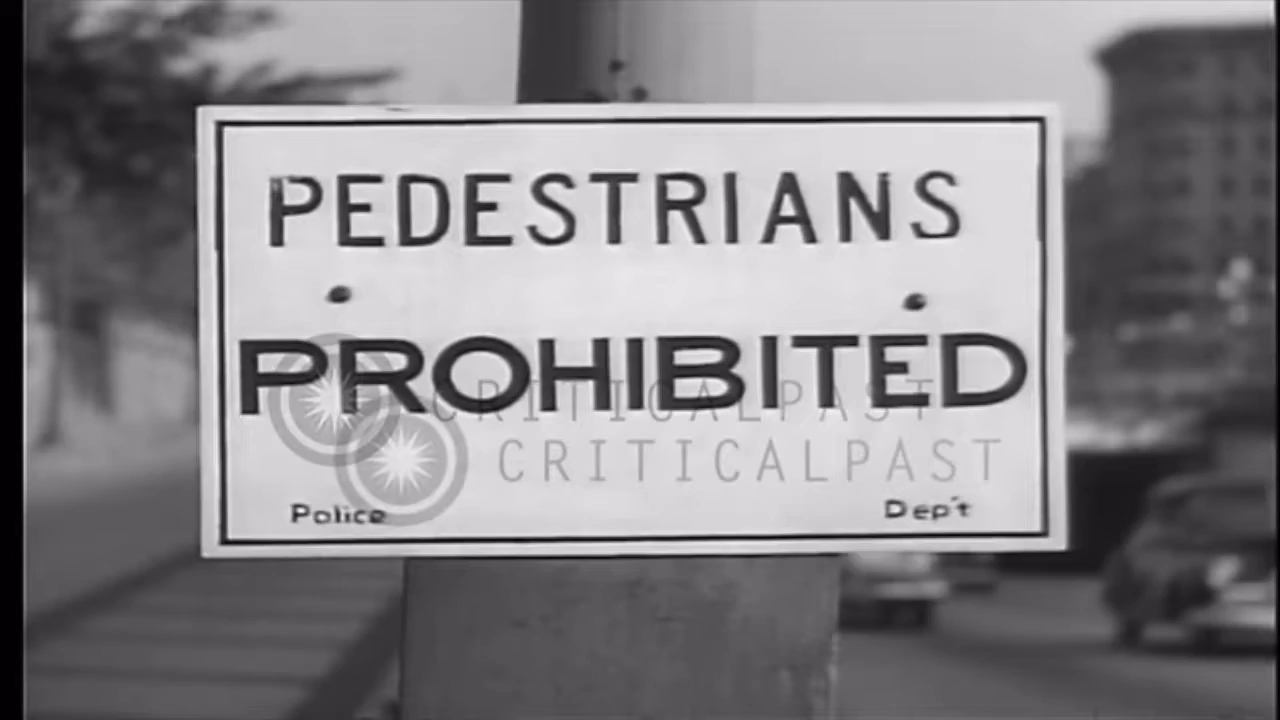 PEDESTRIANS
PROHIBITED
CRITICALPAST
CRITICALPAST
Police Dep't